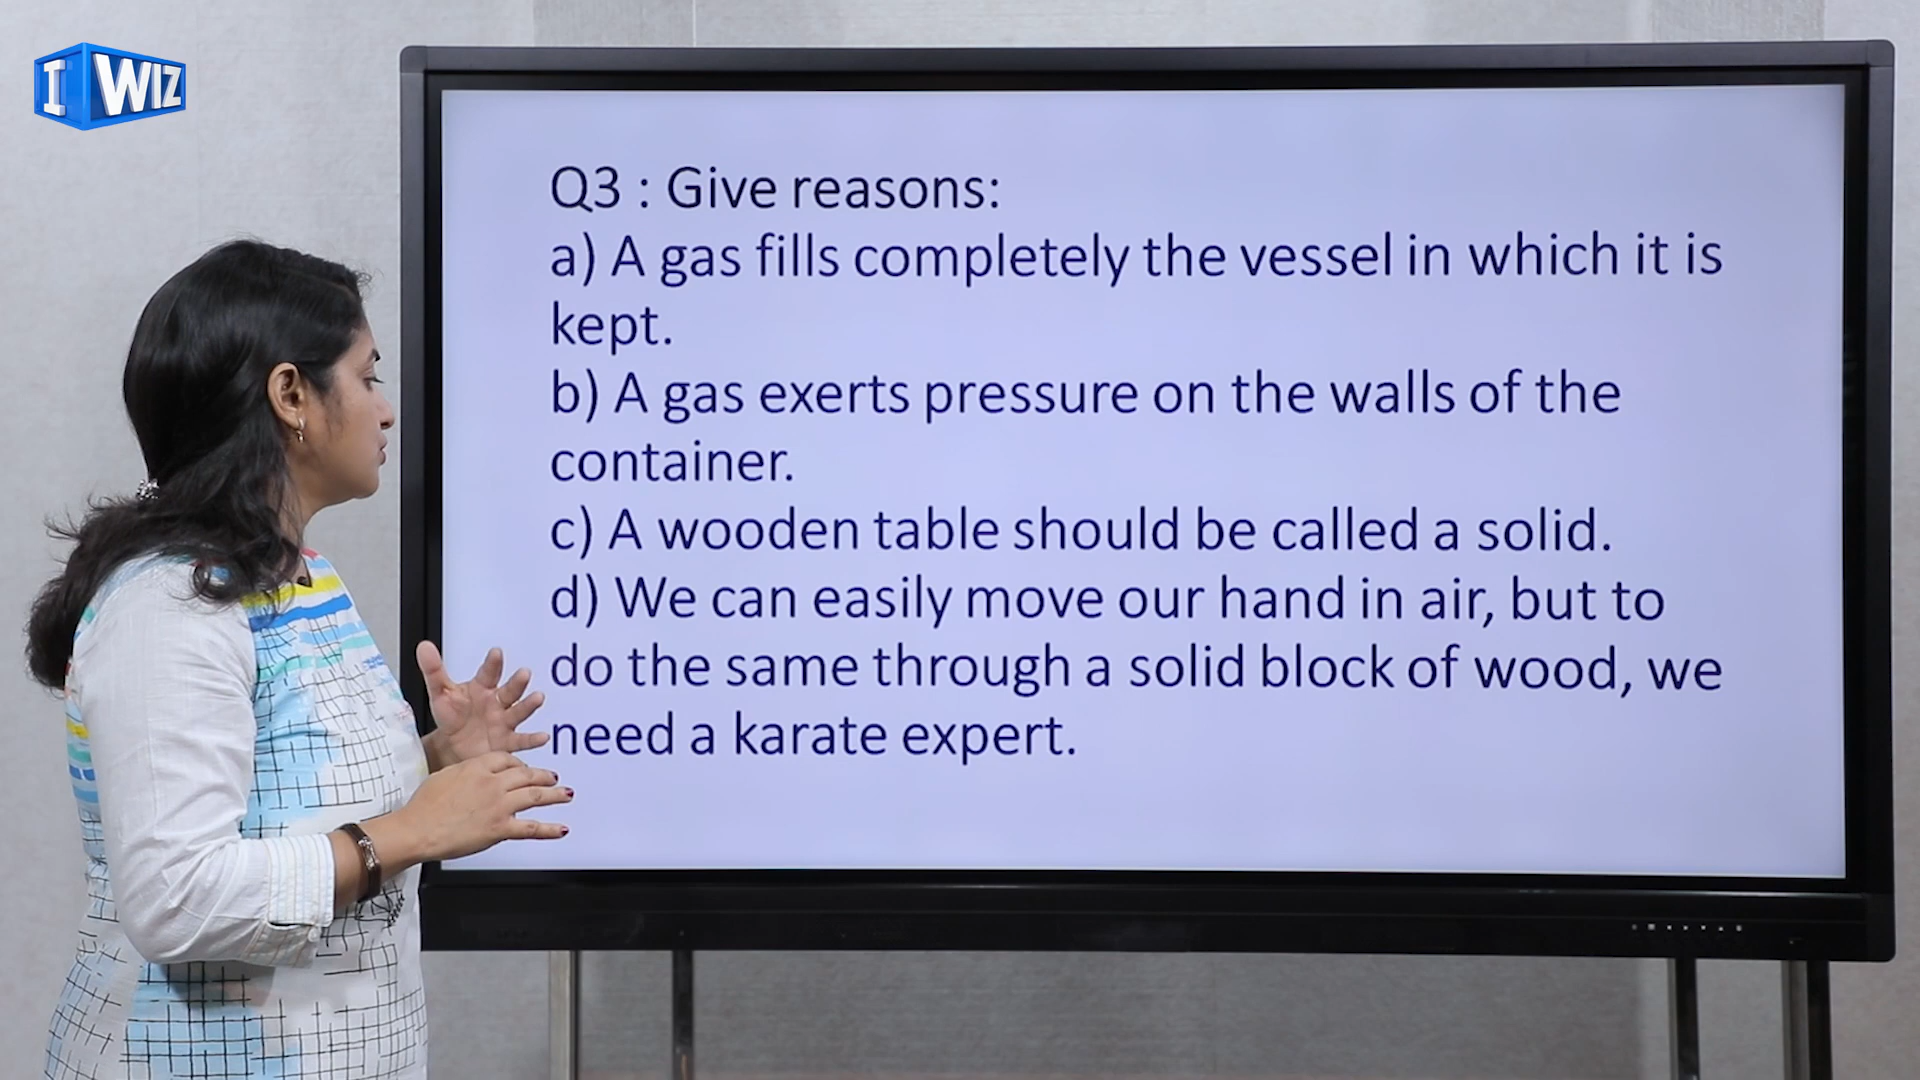 I WIZ
Q3 : Give reasons:
a) A gas fills completely the vessel in which it is
kept.
b) A gas exerts pressure on the walls of the
container.
c) A wooden table should be called a solid.
d) We can easily move our hand in air, but to
do the same through a solid block of wood, we
need a karate expert.